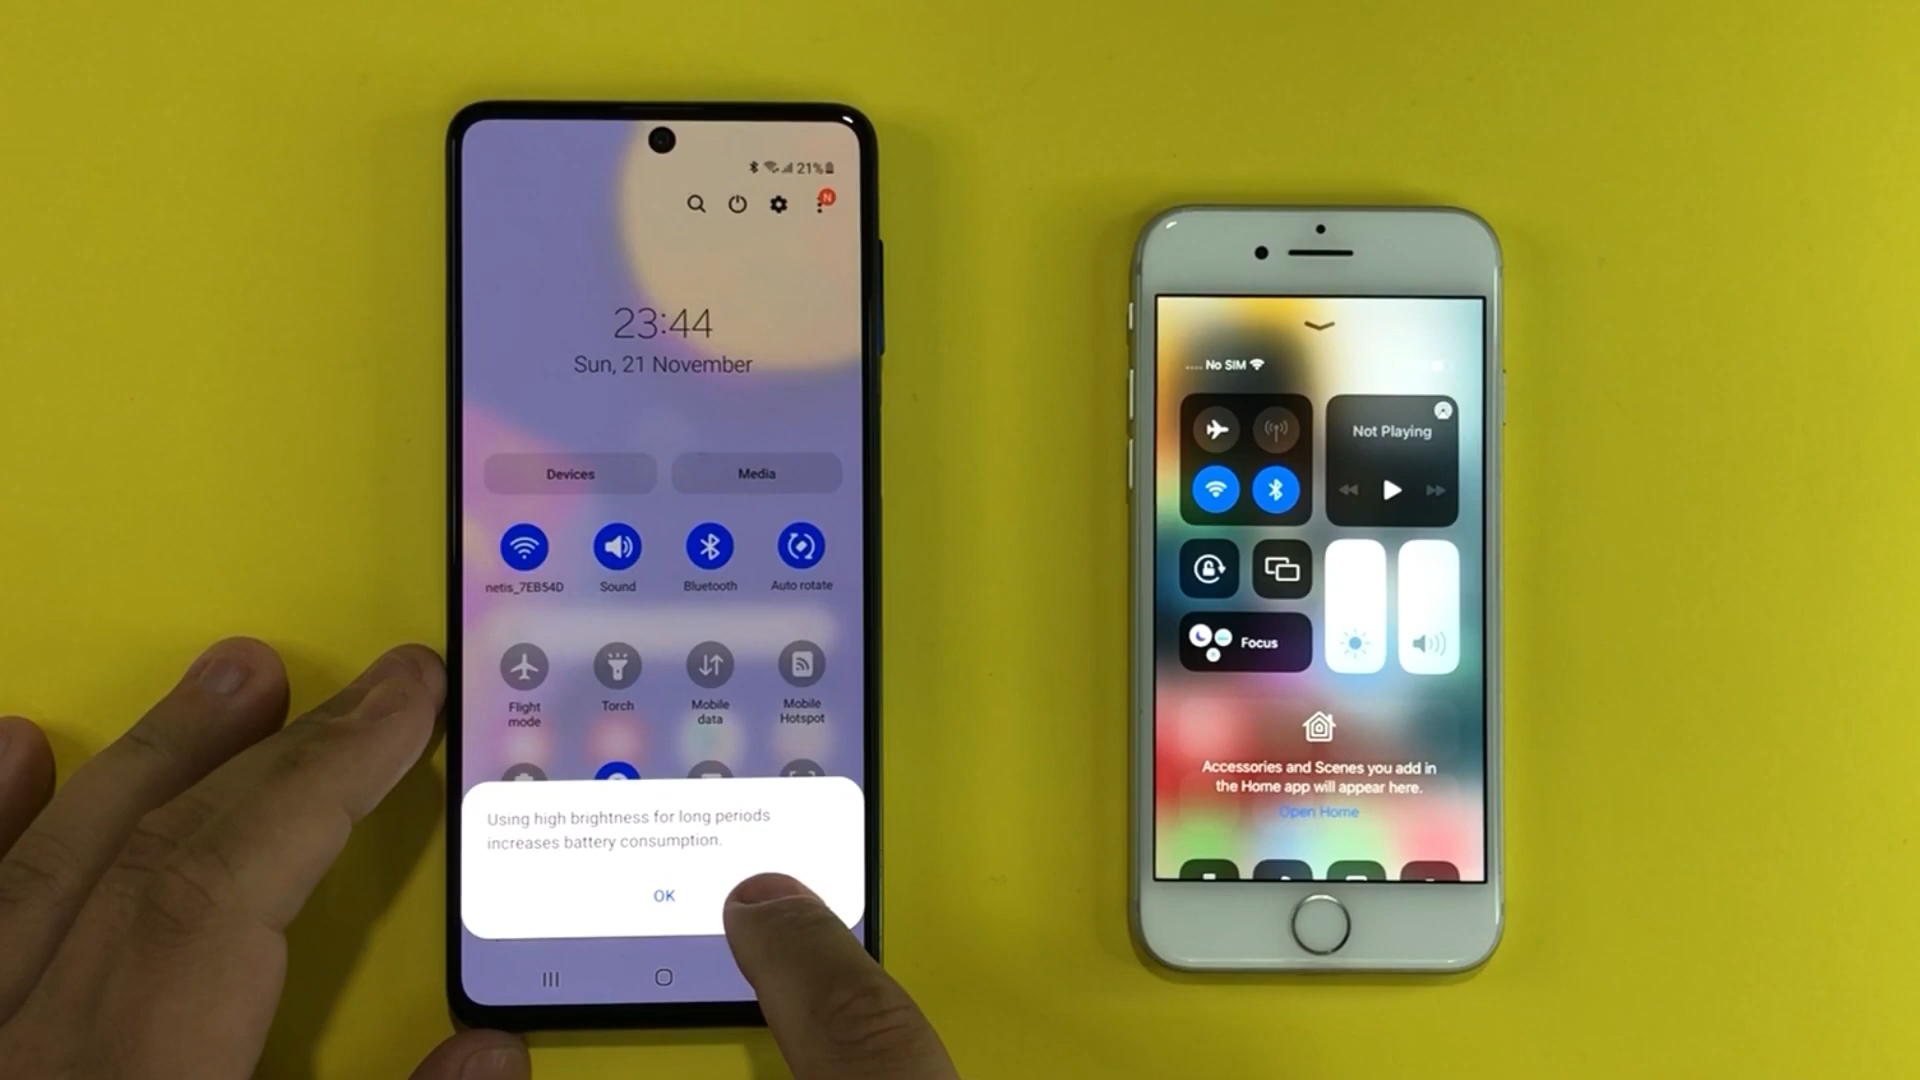 21%
N
23:44
Sun, 21 November
Devices
Media
netis_7EB54D
Sound
Bluetooth
Auto rotate
Flight
mode
Torch
Mobile
data
Mobile
Hotspot
Using high brightness for long periods
increases battery consumption.
OK
No SIM
Not Playing
Focus
Accessories and Scenes you add in
the Home app will appear here.
Open Home